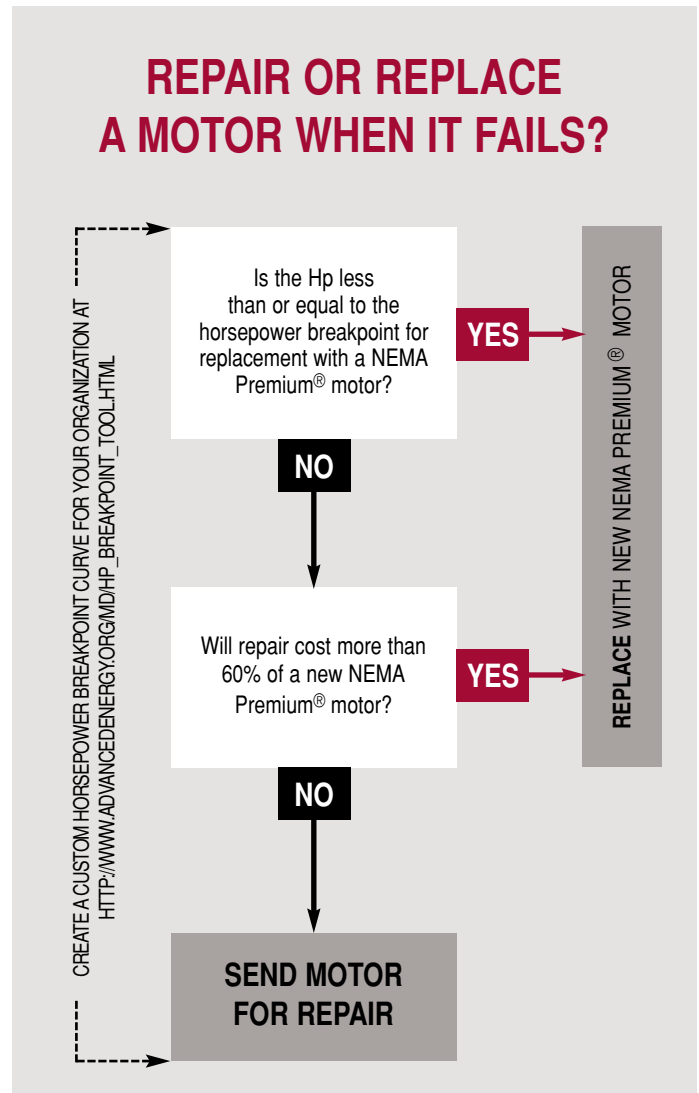 REPAIR OR REPLACE
A MOTOR WHEN IT FAILS?
CREATE A CUSTOM HORSEPOWER BREAKPOINT CURVE FOR YOUR ORGANIZATION AT
HTTP://WWW.ADVANCEDENERGY.ORG/MD/HP_BREAKPOINT_TOOL.HTML
Is the Hp less
than or equal to the
horsepower breakpoint for
replacement with a NEMA
Premium® motor?
YES
NO
Will repair cost more than
60% of a new NEMA
Premium® motor?
YES
NO
SEND MOTOR
FOR REPAIR
REPLACE WITH NEW NEMA PREMIUM® MOTOR